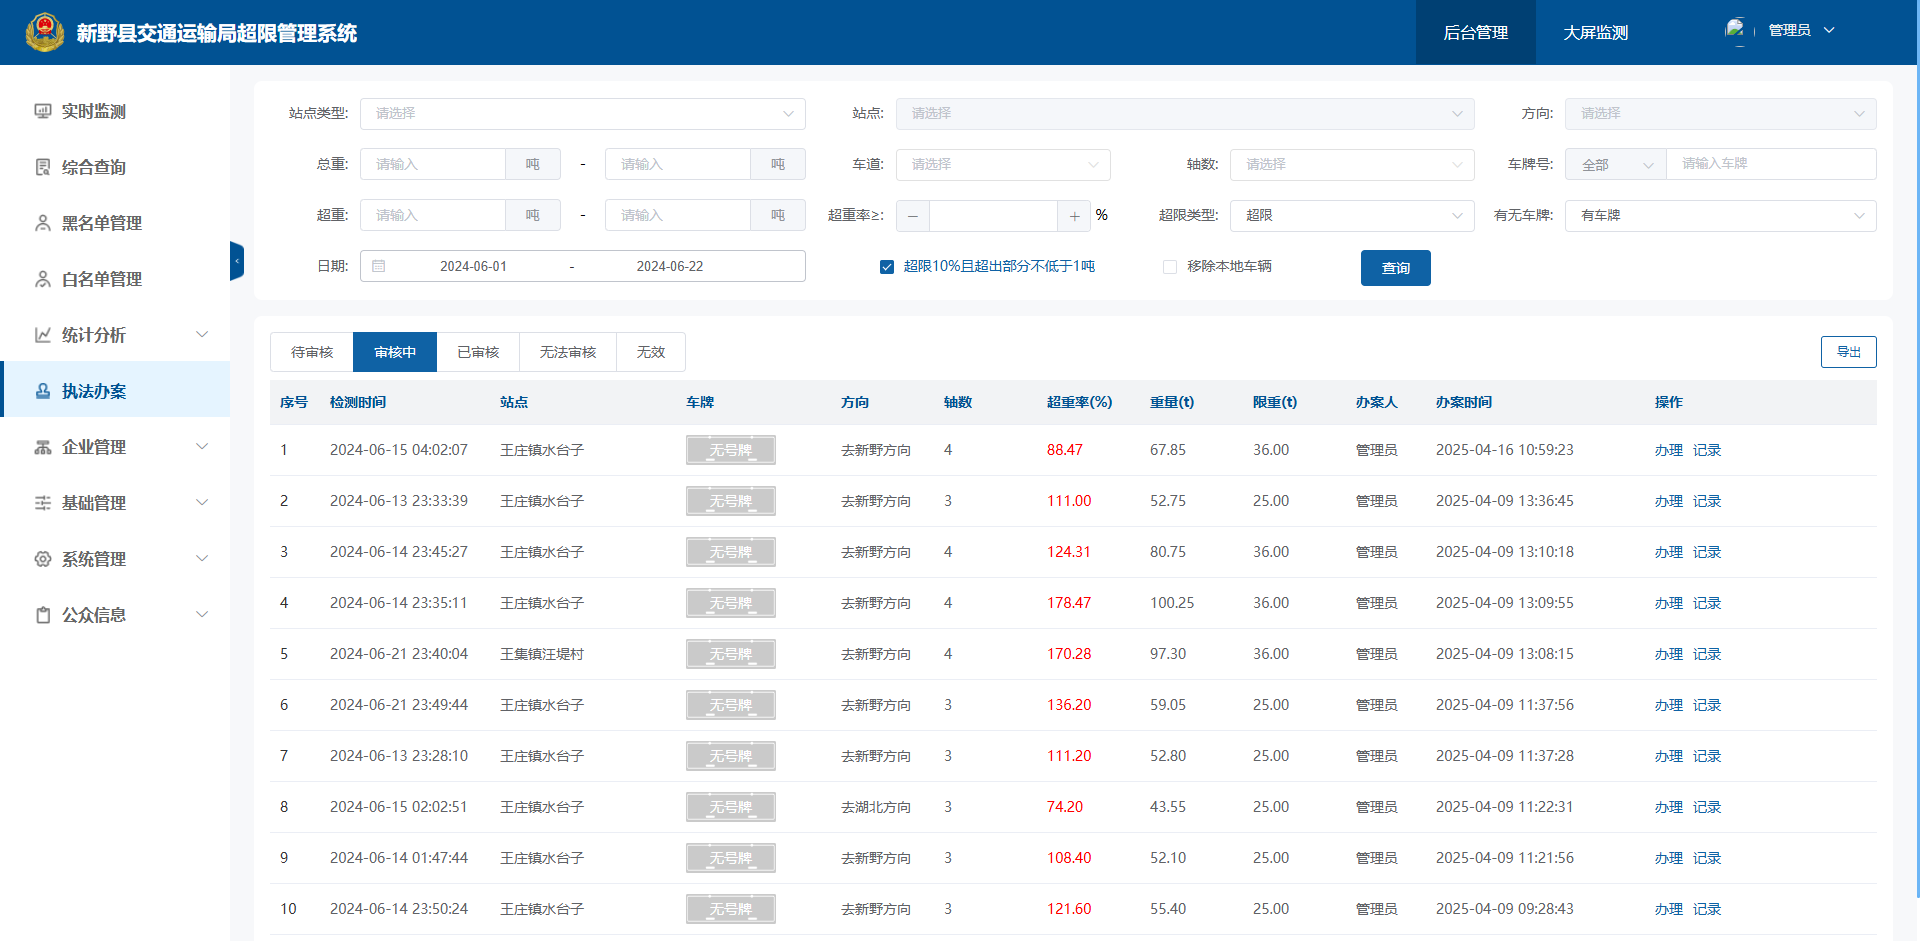 新野县交通运输局超限管理系统 后台管理 大屏监测 管理员
实时监测
综合查询
黑名单管理
白名单管理
统计分析
执法办案
企业管理
基础管理
系统管理
公众信息
站点类型: 请选择 站点: 请选择 方向: 请选择
总重: 请输入 吨 - 请输入 吨 车道: 请选择 轴数: 请选择 车牌号: 全部 请输入车牌
超重: 请输入 吨 - 请输入 吨 超重率≥: − + % 超限类型: 超限 有无车牌: 有车牌
日期: 2024-06-01 - 2024-06-22 超限10%且超出部分不低于1吨 移除本地车辆 查询
待审核 审核中 已审核 无法审核 无效 导出
序号 检测时间 站点 车牌 方向 轴数 超重率(%) 重量(t) 限重(t) 办案人 办案时间 操作
1 2024-06-15 04:02:07 王庄镇水台子 无号牌 去新野方向 4 88.47 67.85 36.00 管理员 2025-04-16 10:59:23 办理 记录
2 2024-06-13 23:33:39 王庄镇水台子 无号牌 去新野方向 3 111.00 52.75 25.00 管理员 2025-04-09 13:36:45 办理 记录
3 2024-06-14 23:45:27 王庄镇水台子 无号牌 去新野方向 4 124.31 80.75 36.00 管理员 2025-04-09 13:10:18 办理 记录
4 2024-06-14 23:35:11 王庄镇水台子 无号牌 去新野方向 4 178.47 100.25 36.00 管理员 2025-04-09 13:09:55 办理 记录
5 2024-06-21 23:40:04 王集镇汪堤村 无号牌 去新野方向 4 170.28 97.30 36.00 管理员 2025-04-09 13:08:15 办理 记录
6 2024-06-21 23:49:44 王庄镇水台子 无号牌 去新野方向 3 136.20 59.05 25.00 管理员 2025-04-09 11:37:56 办理 记录
7 2024-06-13 23:28:10 王庄镇水台子 无号牌 去新野方向 3 111.20 52.80 25.00 管理员 2025-04-09 11:37:28 办理 记录
8 2024-06-15 02:02:51 王庄镇水台子 无号牌 去湖北方向 3 74.20 43.55 25.00 管理员 2025-04-09 11:22:31 办理 记录
9 2024-06-14 01:47:44 王庄镇水台子 无号牌 去新野方向 3 108.40 52.10 25.00 管理员 2025-04-09 11:21:56 办理 记录
10 2024-06-14 23:50:24 王庄镇水台子 无号牌 去新野方向 3 121.60 55.40 25.00 管理员 2025-04-09 09:28:43 办理 记录